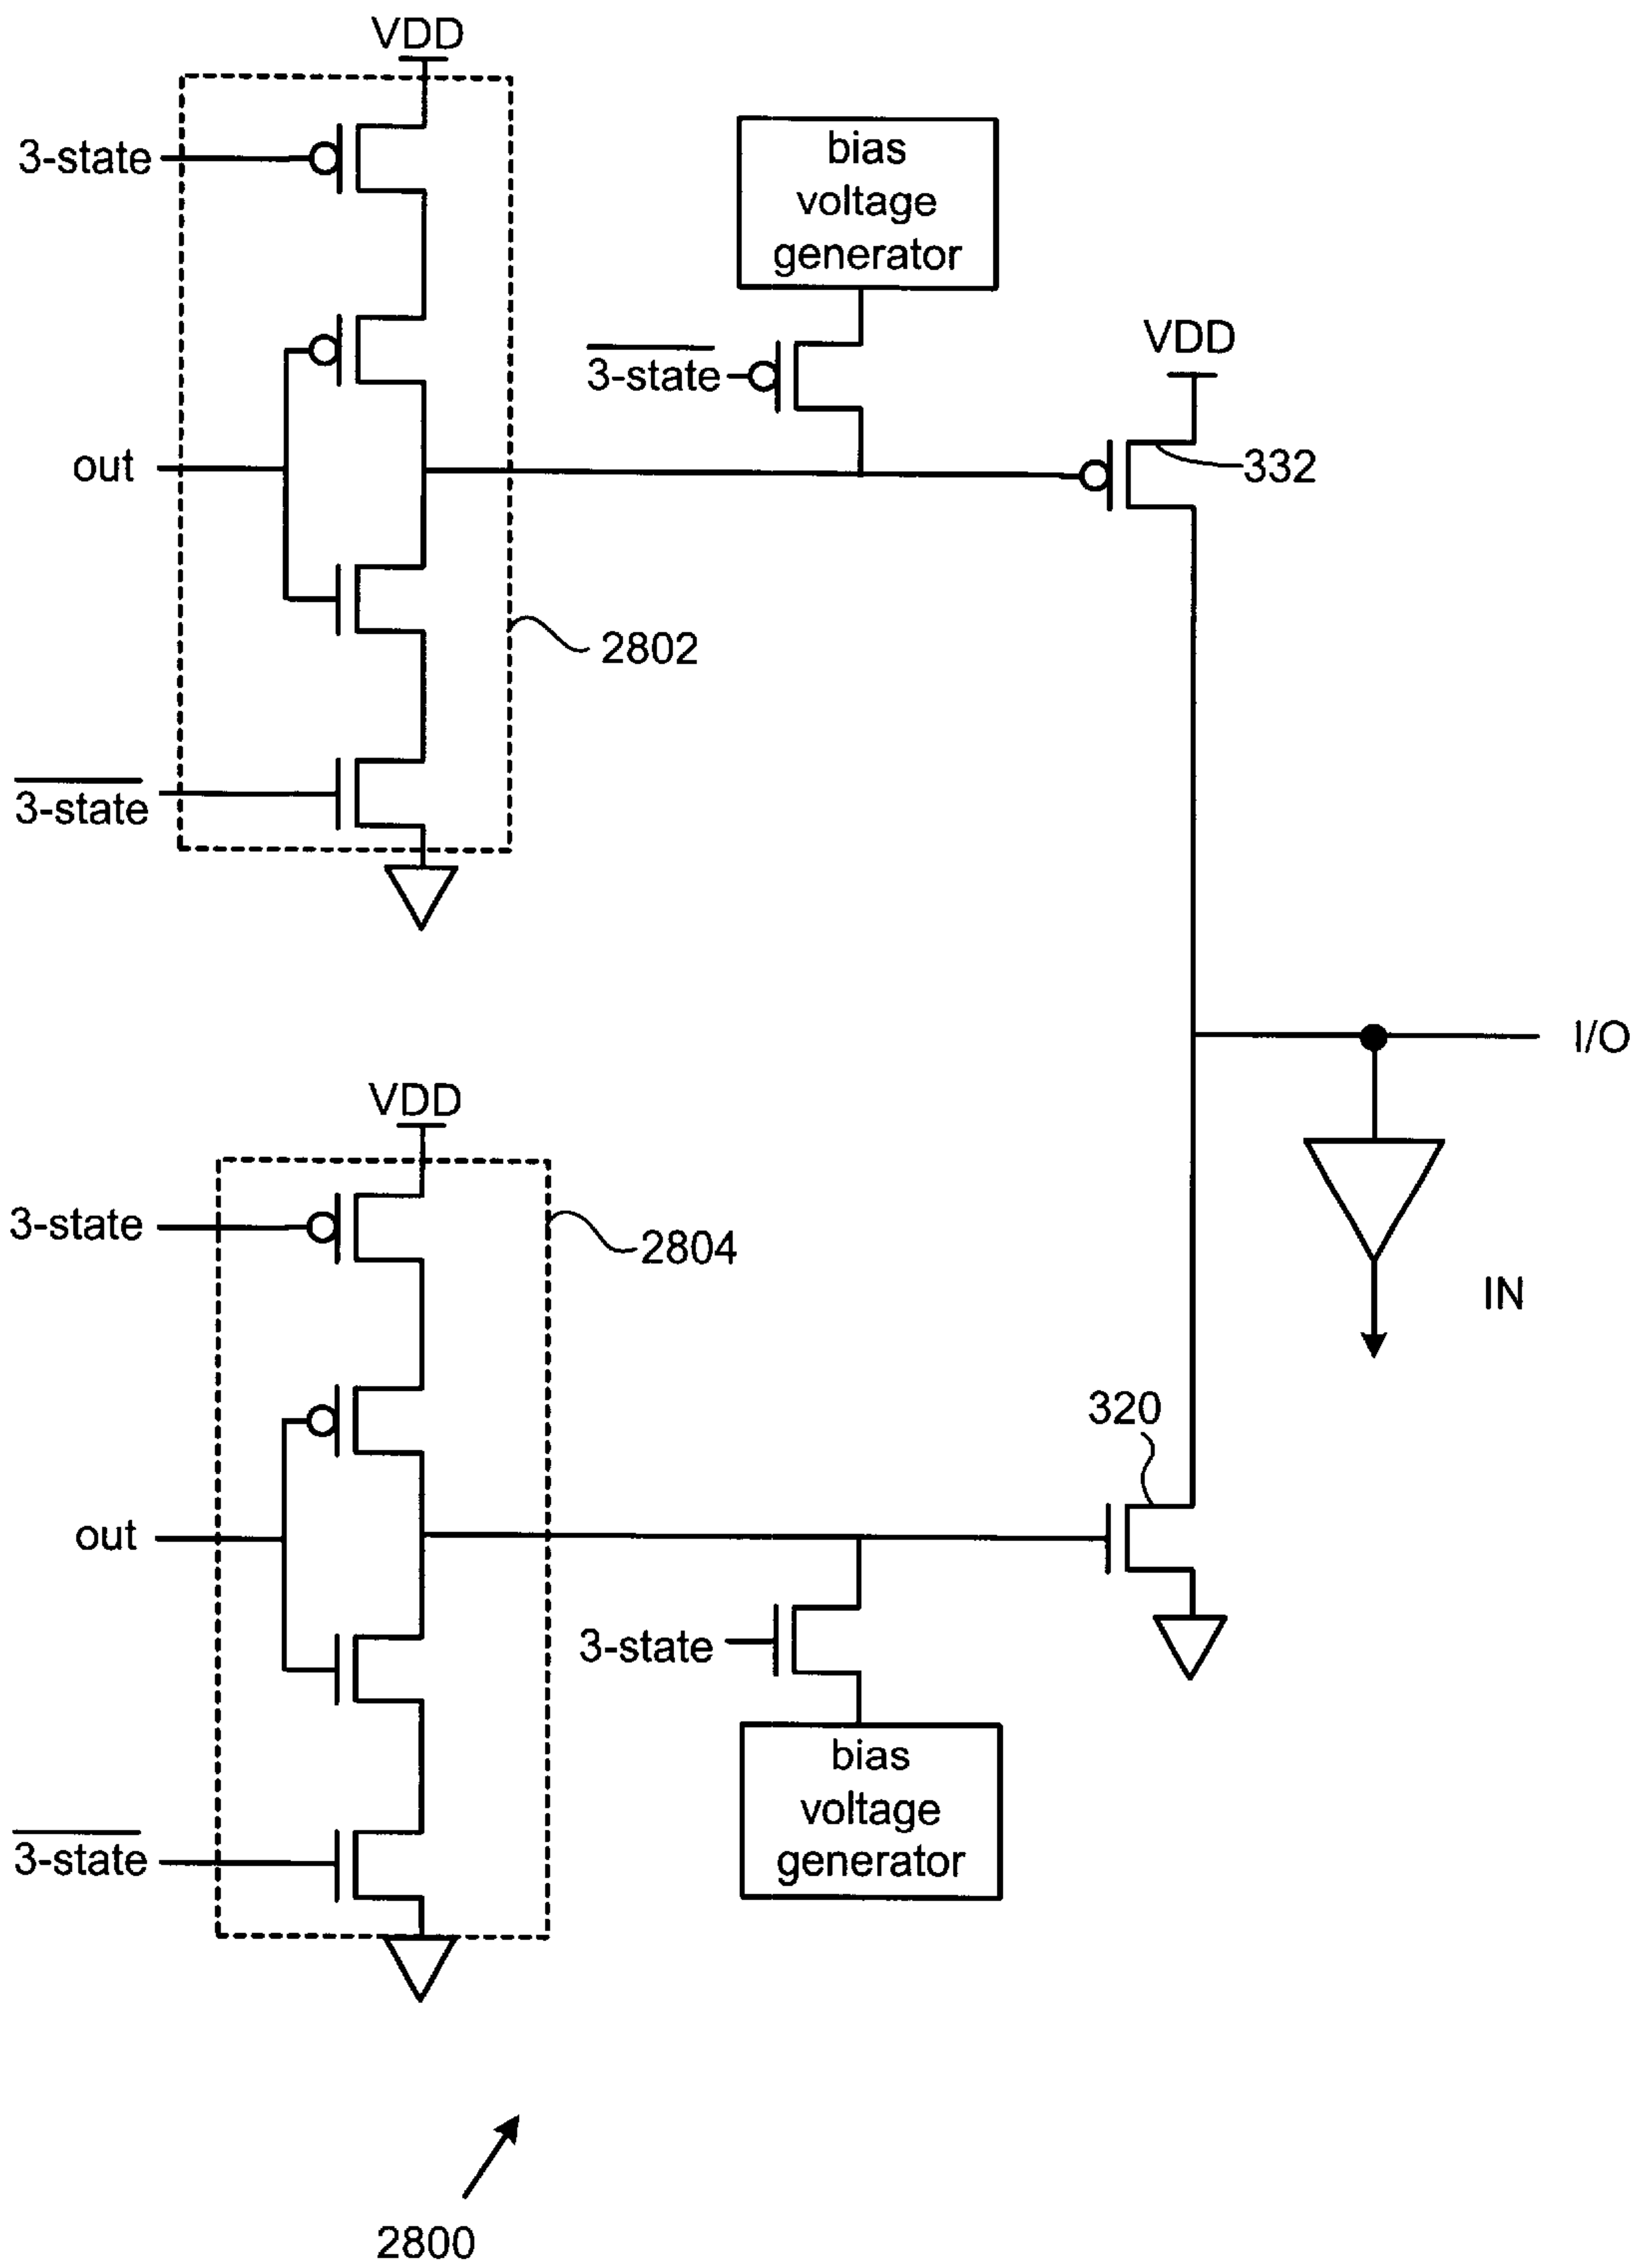 VDD
3-state
bias
voltage
generator
VDD
3-state
332
out
2802
3-state
I/O
VDD
3-state
2804
IN
320
out
3-state
bias
voltage
generator
3-state
2800